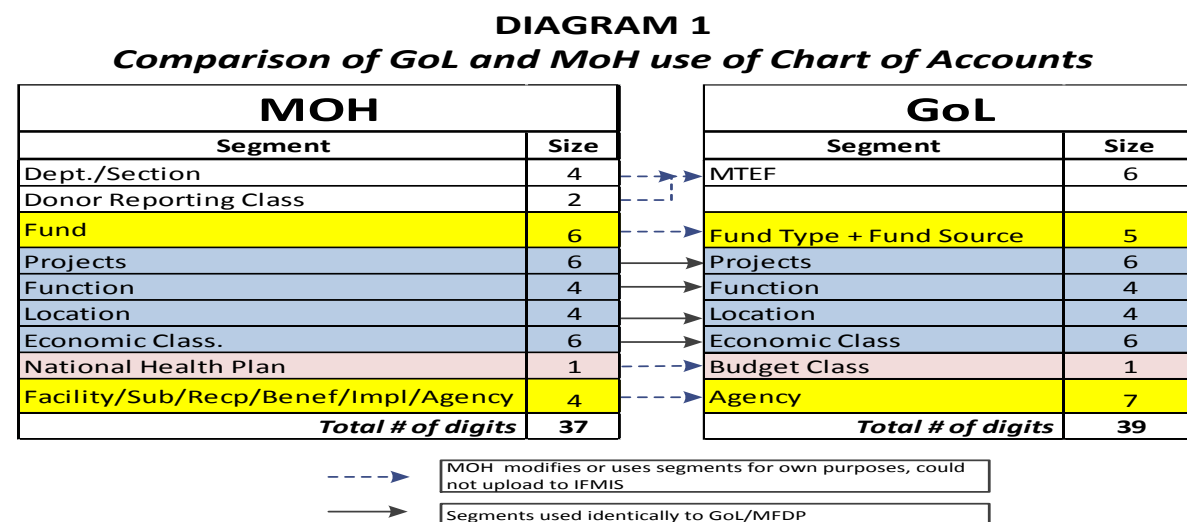 DIAGRAM 1
Comparison of GoL and MoH use of Chart of Accounts
MOH GoL
Segment Size Segment Size
Dept./Section 4 MTEF 6
Donor Reporting Class 2
Fund 6 Fund Type + Fund Source 5
Projects 6 Projects 6
Function 4 Function 4
Location 4 Location 4
Economic Class. 6 Economic Class 6
National Health Plan 1 Budget Class 1
Facility/Sub/Recp/Benef/Impl/Agency 4 Agency 7
Total # of digits 37 Total # of digits 39
MOH modifies or uses segments for own purposes, could
not upload to IFMIS
Segments used identically to GoL/MFDP